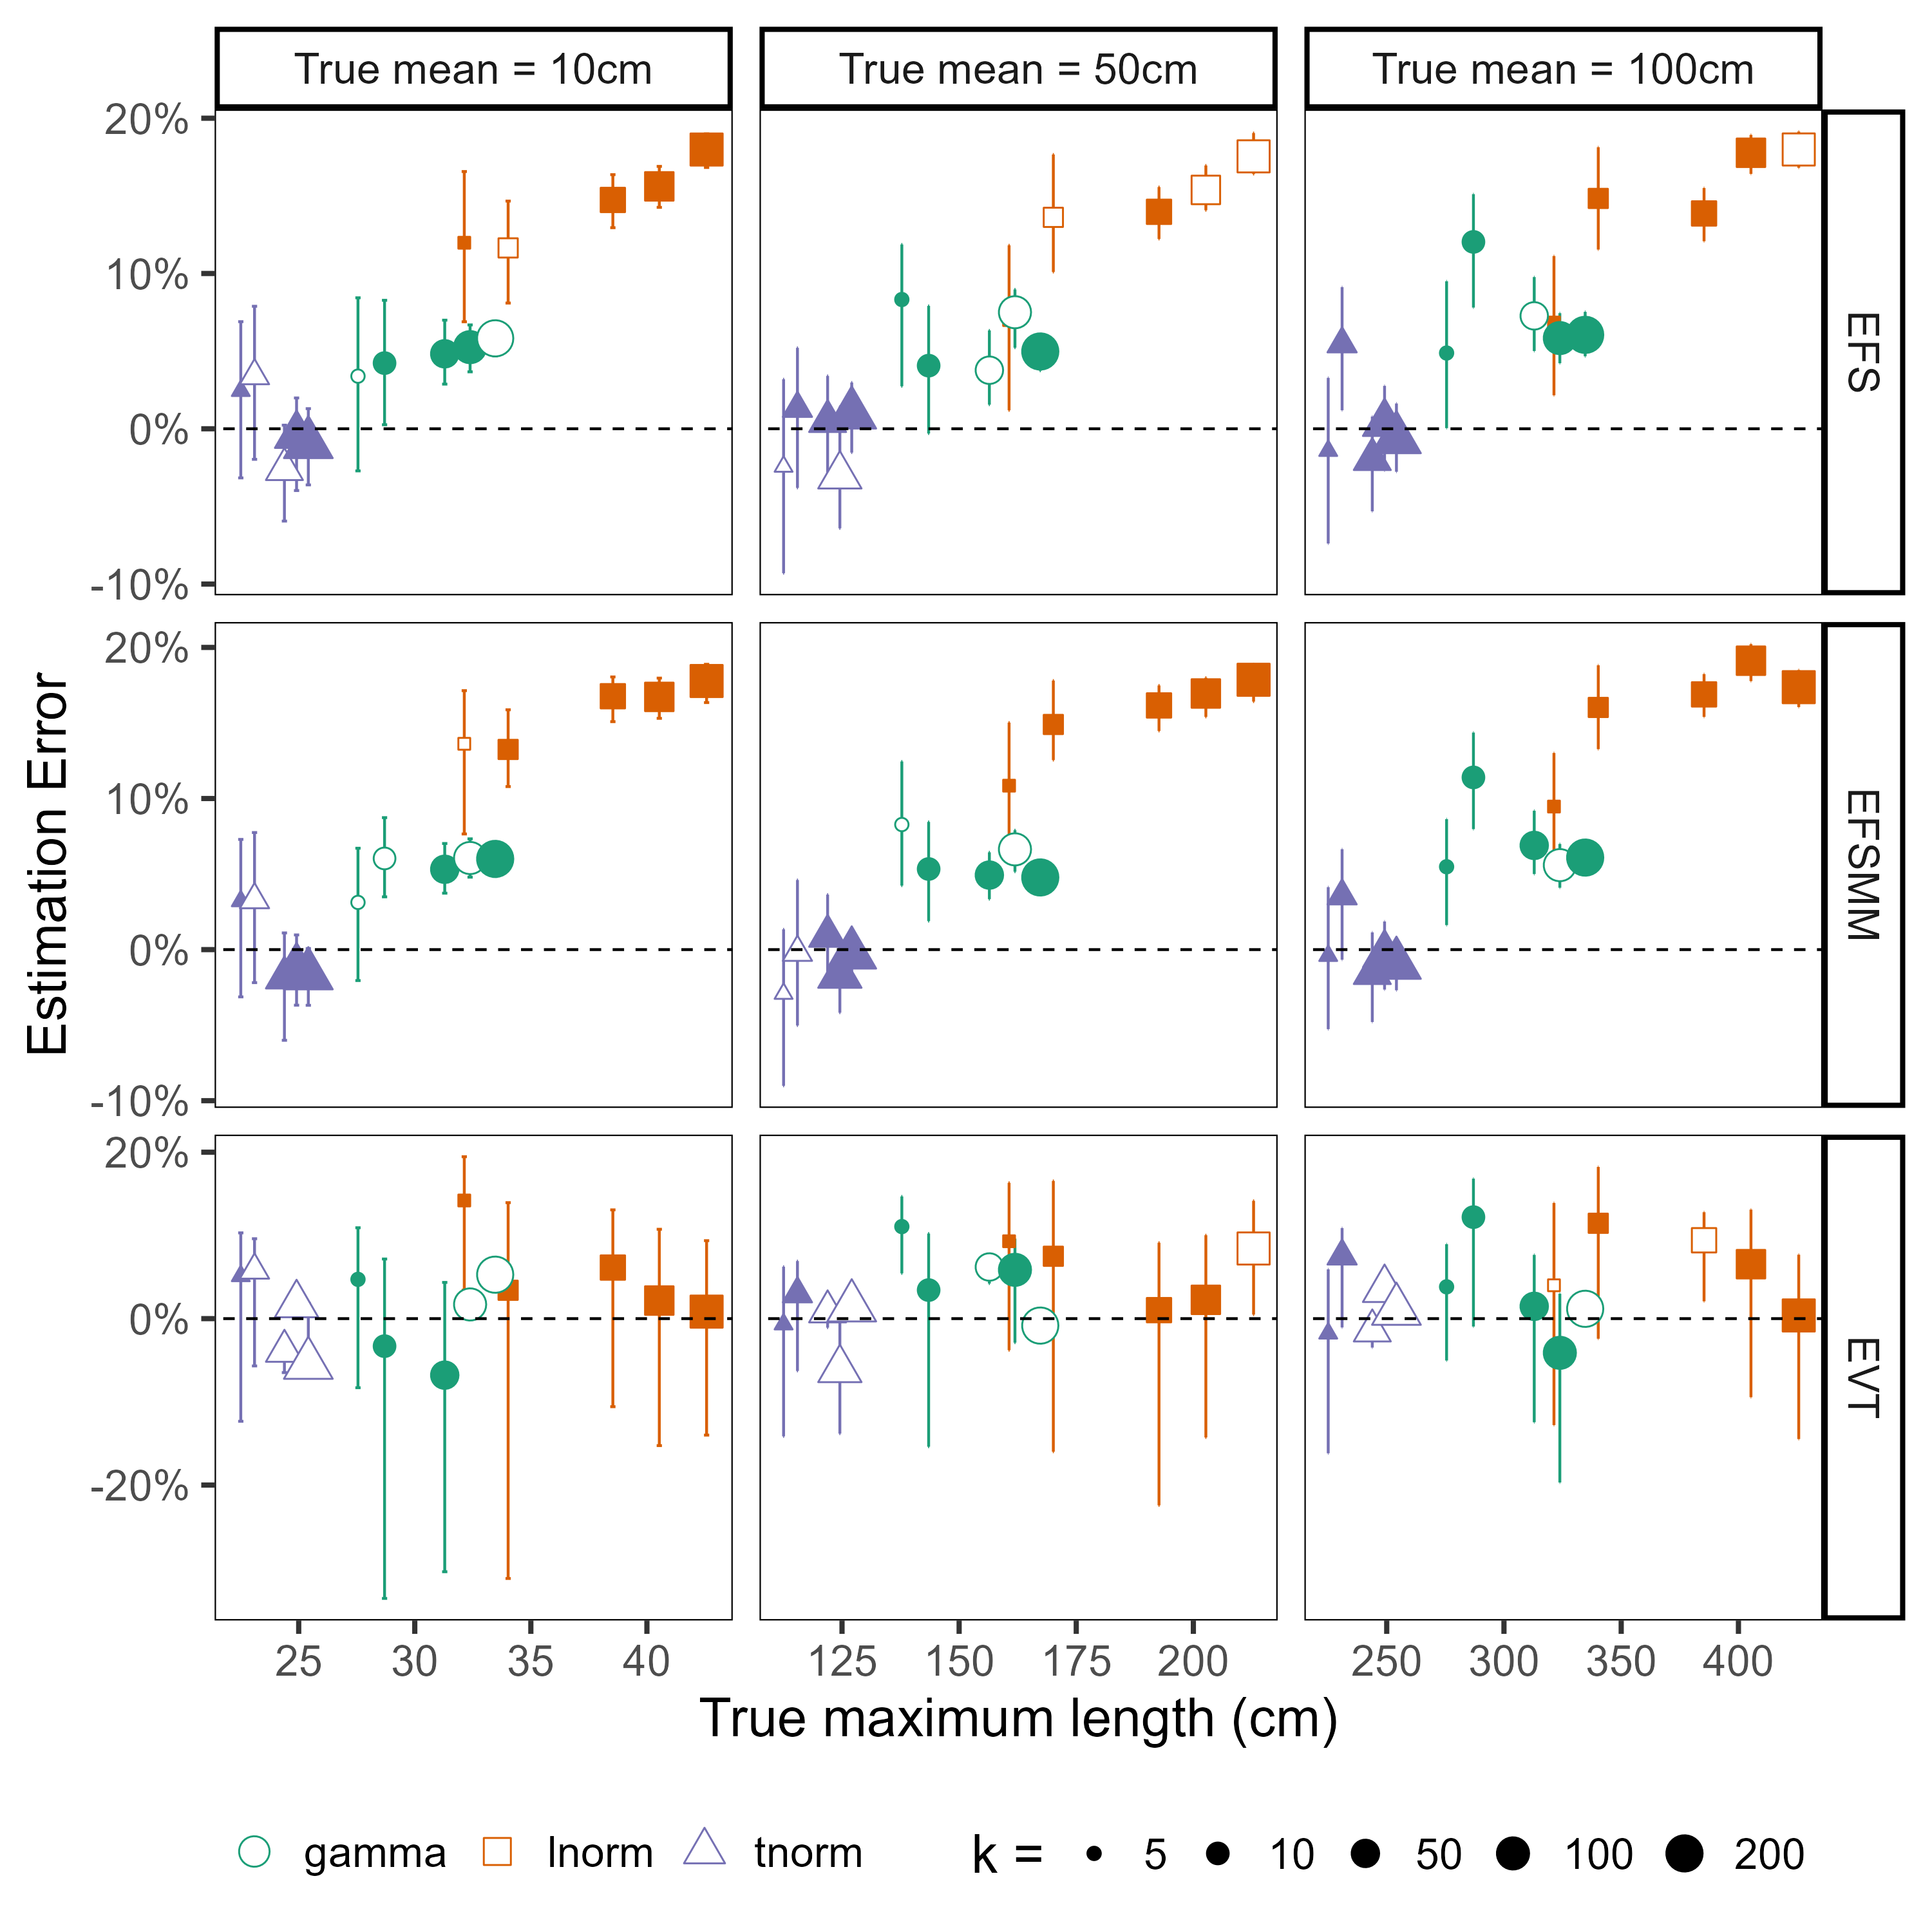 True mean = 10cm
True mean = 50cm
True mean = 100cm
20%
10%
0%
-10%
EFS
20%
10%
0%
-10%
EFSMM
20%
0%
-20%
EVT
Estimation Error
25 30 35 40
125 150 175 200
250 300 350 400
True maximum length (cm)
gamma lnorm tnorm
k = 5 10 50 100 200